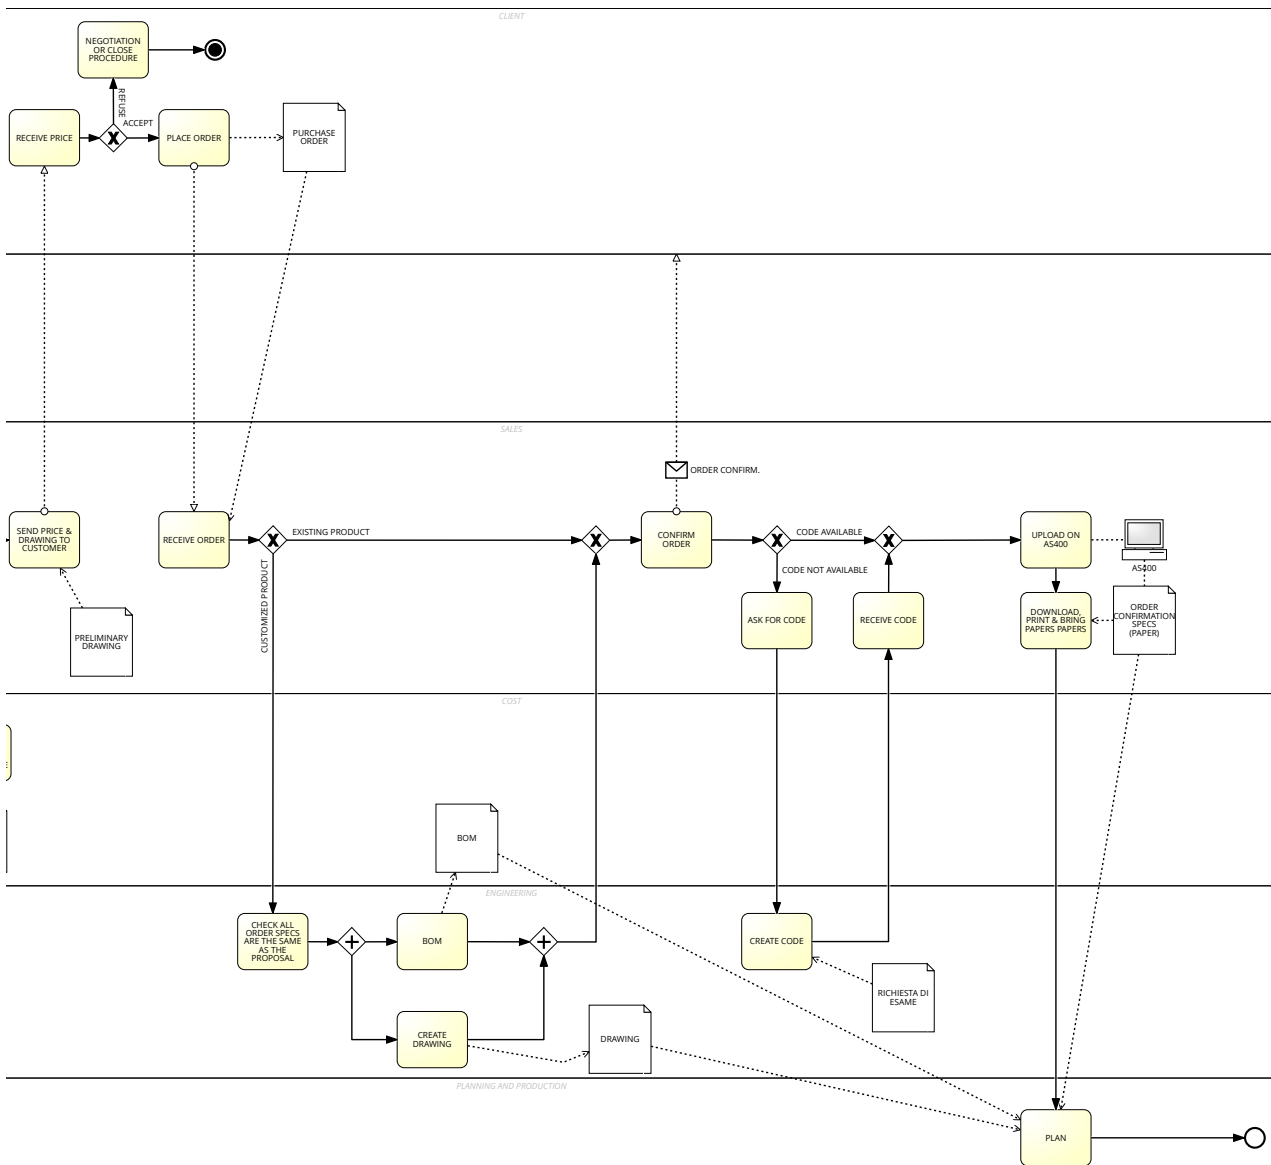 CLIENT
NEGOTIATION
OR CLOSE
PROCEDURE
REFUSE
ACCEPT
RECEIVE PRICE
PLACE ORDER
PURCHASE
ORDER
SALES
ORDER CONFIRM.
SEND PRICE &
DRAWING TO
CUSTOMER
RECEIVE ORDER
EXISTING PRODUCT
CUSTOMIZED PRODUCT
CONFIRM
ORDER
CODE AVAILABLE
CODE NOT AVAILABLE
UPLOAD ON
AS400
AS400
PRELIMINARY
DRAWING
ASK FOR CODE
RECEIVE CODE
DOWNLOAD,
PRINT & BRING
PAPERS PAPERS
ORDER
CONFIRMATION
SPECS
(PAPER)
COST
BOM
ENGINEERING
CHECK ALL
ORDER SPECS
ARE THE SAME
AS THE
PROPOSAL
BOM
CREATE CODE
RICHIESTA DI
ESAME
CREATE
DRAWING
DRAWING
PLANNING AND PRODUCTION
PLAN